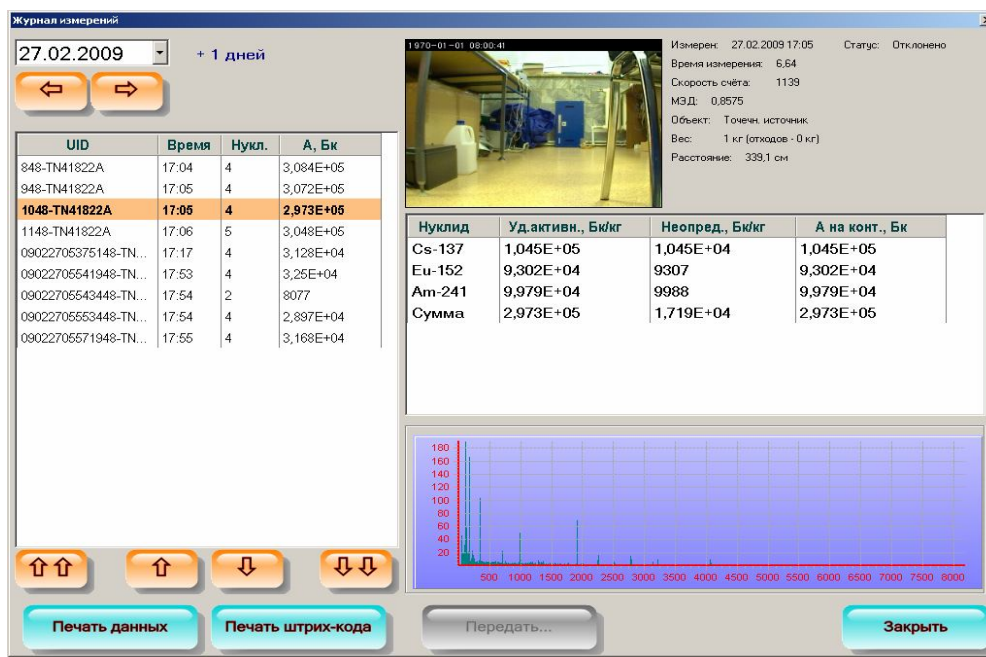 Журнал измерений
27.02.2009
+ 1 дней
UID Время Нукл. А, Бк
848-TN41822A 17:04 4 3,084E+05
948-TN41822A 17:05 4 3,072E+05
1048-TN41822A 17:05 4 2,973E+05
1148-TN41822A 17:06 5 3,048E+05
09022705375148-TN... 17:17 4 3,128E+04
09022705541948-TN... 17:53 4 3,25E+04
09022705543448-TN... 17:54 2 8077
09022705553448-TN... 17:54 4 2,897E+04
09022705571948-TN... 17:55 4 3,168E+04
1970-01-01 08:00:41
Измерен: 27.02.2009 17:05 Статус: Отклонено
Время измерения: 6,64
Скорость счёта: 1139
МЭД: 0,8575
Объект: Точечн. источник
Вес: 1 кг (отходов - 0 кг)
Расстояние: 339,1 см
Нуклид Уд.активн., Бк/кг Неопред., Бк/кг А на конт., Бк
Cs-137 1,045E+05 1,045E+04 1,045E+05
Eu-152 9,302E+04 9307 9,302E+04
Am-241 9,979E+04 9988 9,979E+04
Сумма 2,973E+05 1,719E+04 2,973E+05
180
160
140
120
100
80
60
40
20
500 1000 1500 2000 2500 3000 3500 4000 4500 5000 5500 6000 6500 7000 7500 8000
Печать данных
Печать штрих-кода
Передать...
Закрыть